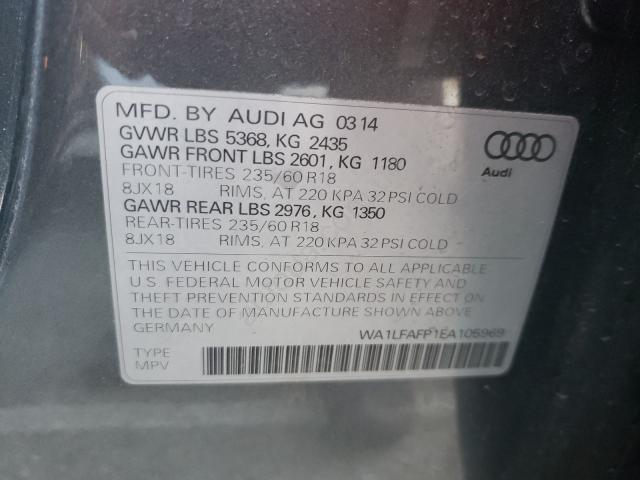 MFD. BY AUDI AG 03 14
GVWR LBS 5368, KG 2435
GAWR FRONT LBS 2601, KG 1180
FRONT-TIRES 235/60 R18
8JX18 RIMS, AT 220 KPA 32 PSI COLD
GAWR REAR LBS 2976, KG 1350
REAR-TIRES 235/60 R18
8JX18 RIMS, AT 220 KPA 32 PSI COLD
Audi
THIS VEHICLE CONFORMS TO ALL APPLICABLE
U.S. FEDERAL MOTOR VEHICLE SAFETY AND
THEFT PREVENTION STANDARDS IN EFFECT ON
THE DATE OF MANUFACTURE SHOWN ABOVE
GERMANY WA1LFAFP1EA105969
TYPE
MPV